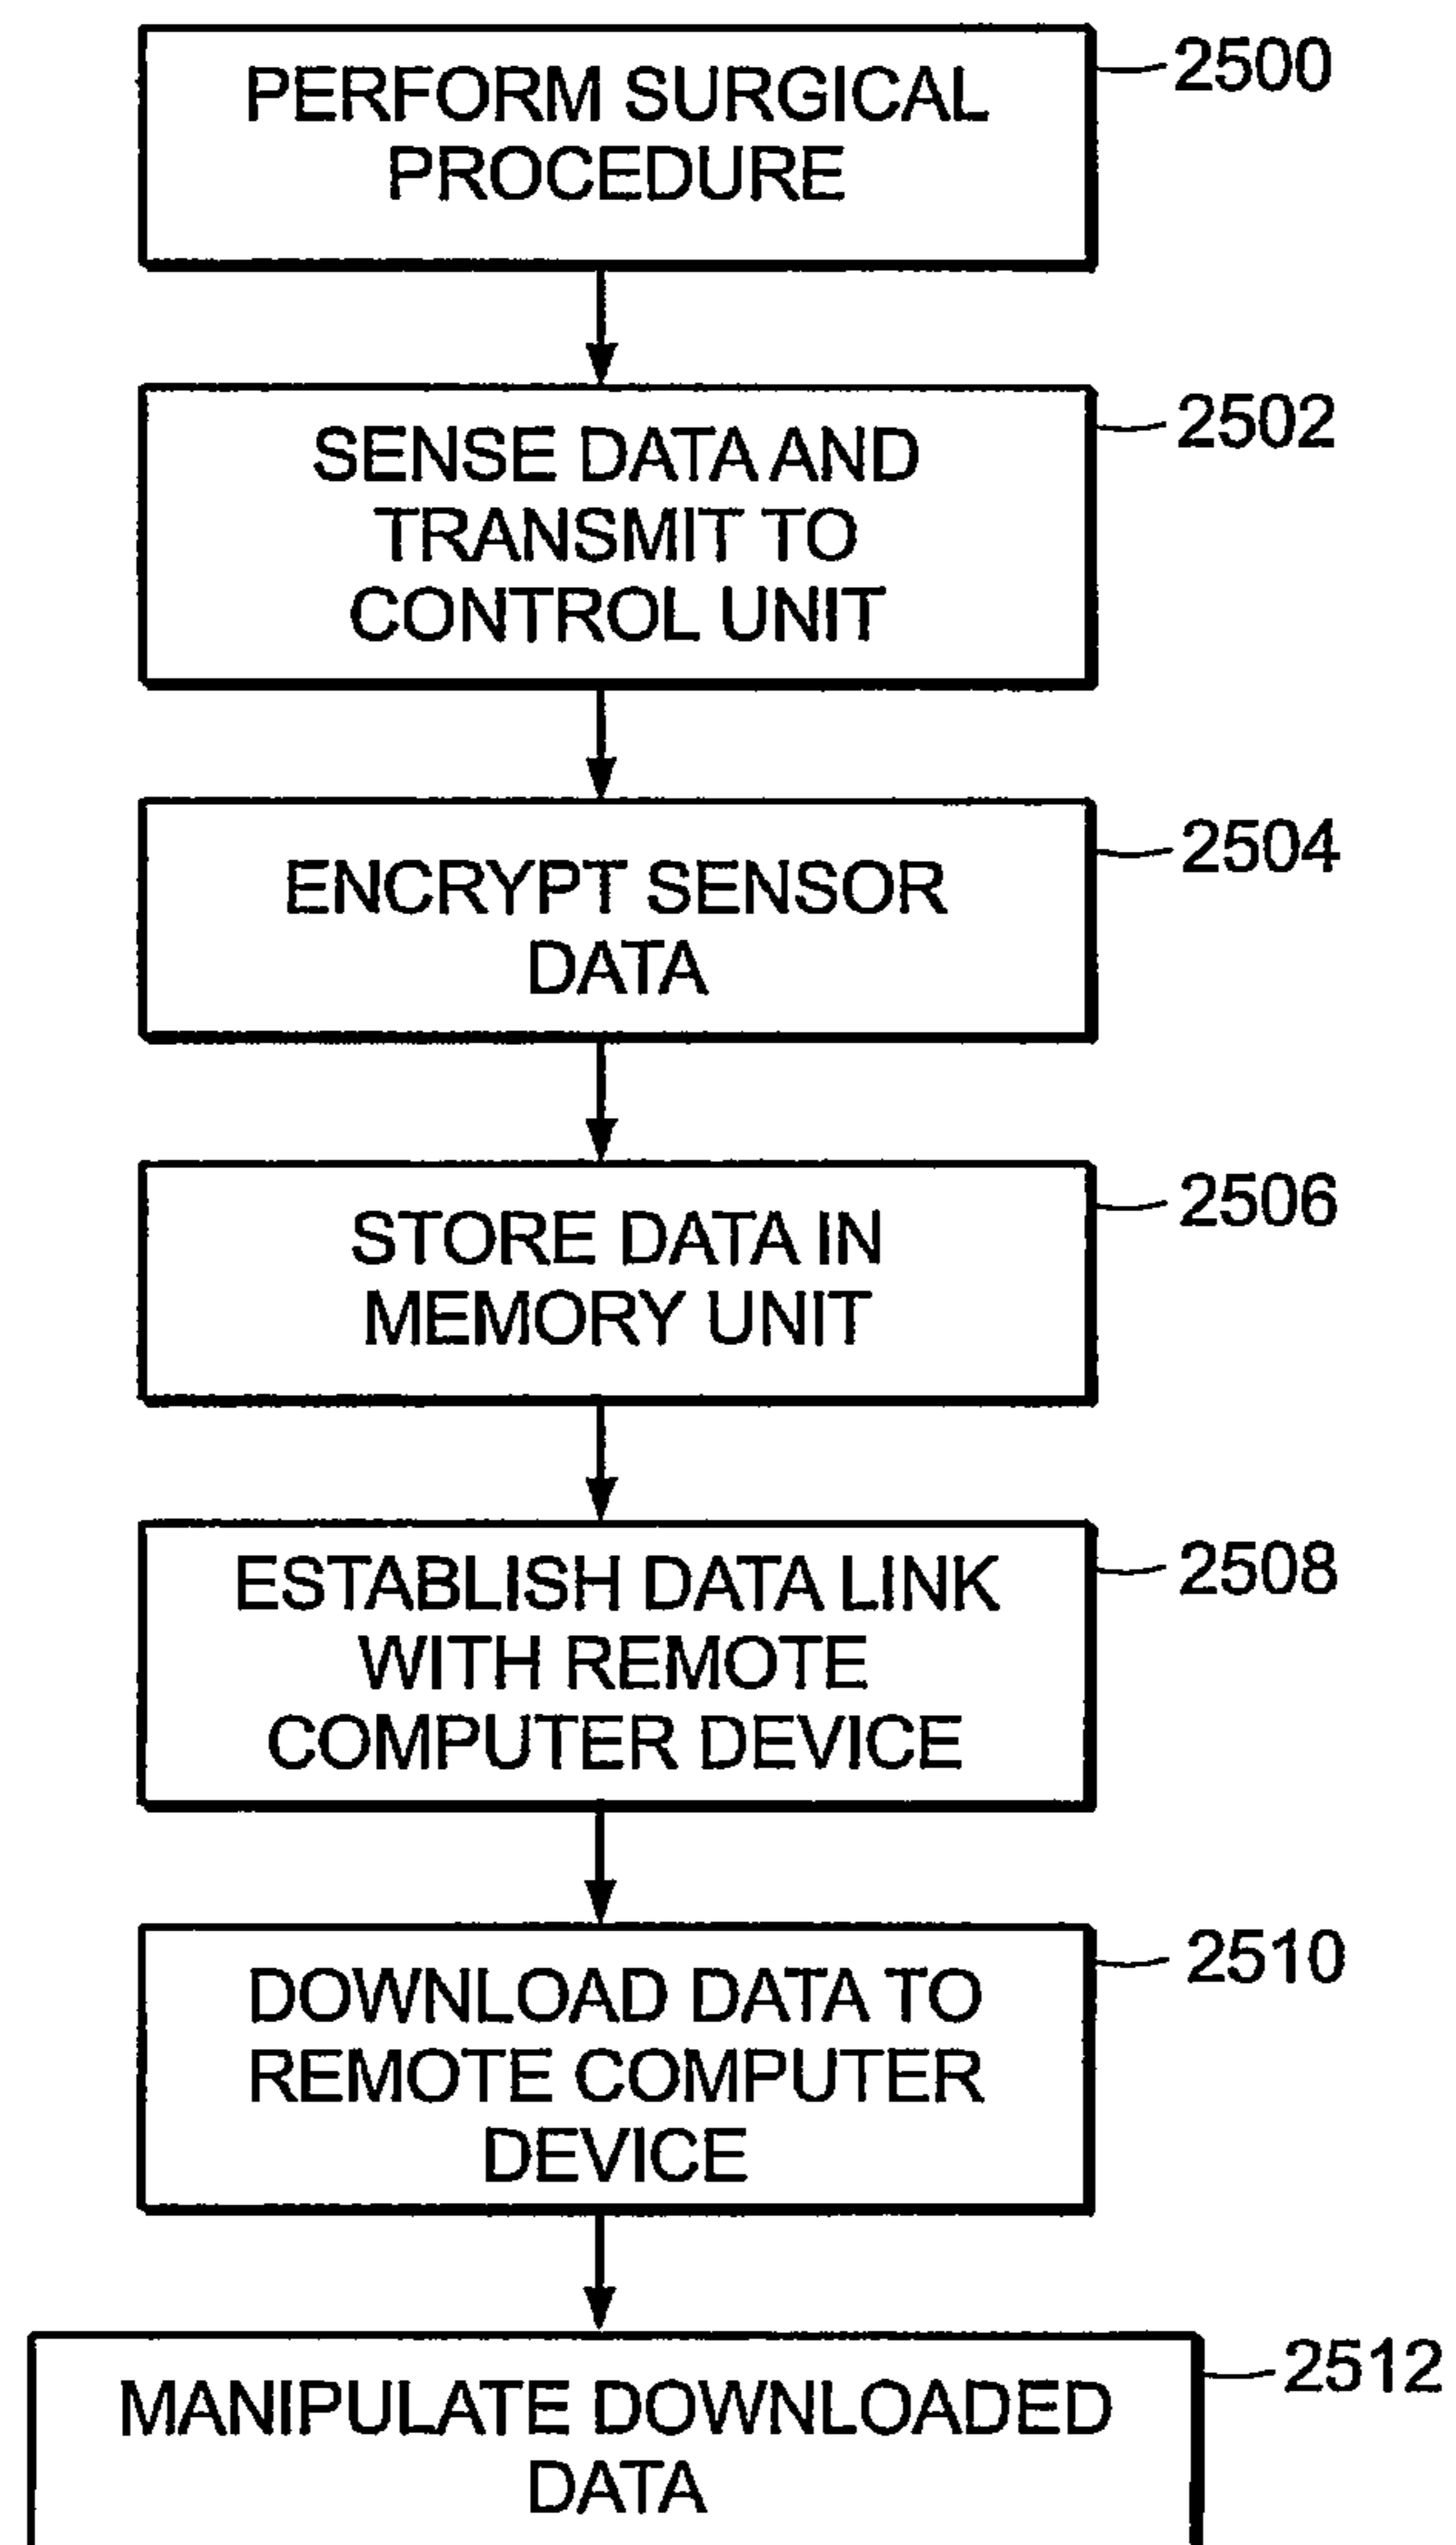 PERFORM SURGICAL
PROCEDURE
2500
SENSE DATA AND
TRANSMIT TO
CONTROL UNIT
2502
ENCRYPT SENSOR
DATA
2504
STORE DATA IN
MEMORY UNIT
2506
ESTABLISH DATA LINK
WITH REMOTE
COMPUTER DEVICE
2508
DOWNLOAD DATA TO
REMOTE COMPUTER
DEVICE
2510
MANIPULATE DOWNLOADED
DATA
2512